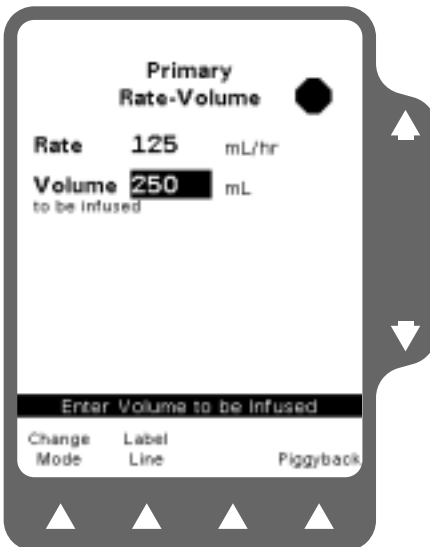 Primary
Rate-Volume
Rate 125 mL/hr
Volume 250 mL
to be infused
Enter Volume to be Infused
Change Label
Mode Line Piggyback